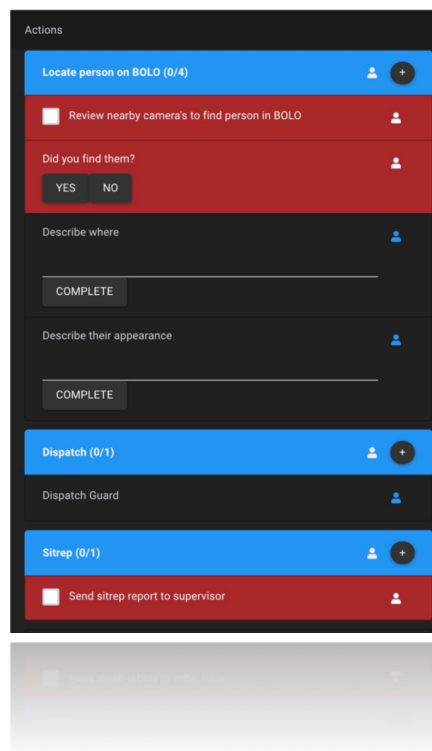 Actions
Locate person on BOLO (0/4)
+
Review nearby camera's to find person in BOLO
Did you find them?
YES NO
Describe where
COMPLETE
Describe their appearance
COMPLETE
Dispatch (0/1)
+
Dispatch Guard
Sitrep (0/1)
+
Send sitrep report to supervisor